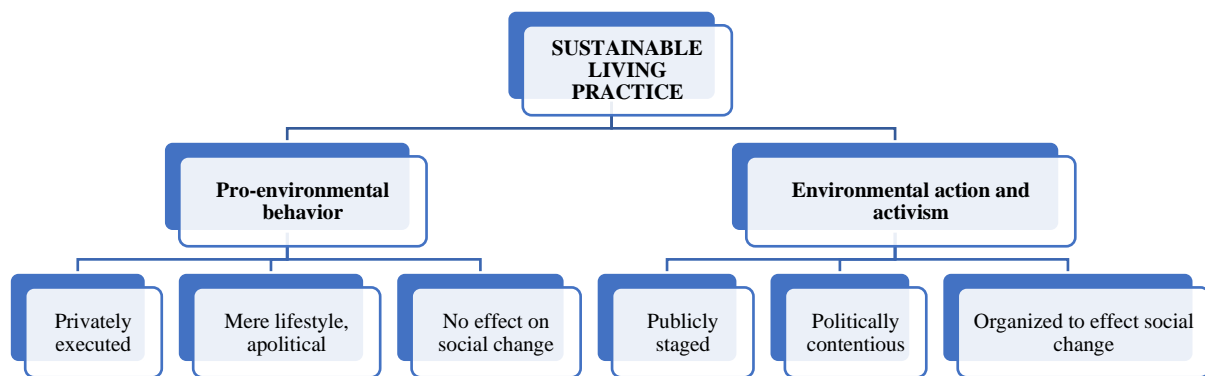 SUSTAINABLE
LIVING
PRACTICE
Pro-environmental
behavior
Environmental action and
activism
Privately
executed
Mere lifestyle,
apolitical
No effect on
social change
Publicly
staged
Politically
contentious
Organized to effect social
change